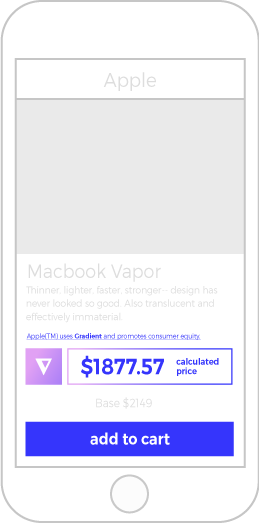 Apple
Macbook Vapor
Thinner, lighter, faster, stronger - design has
never looked so good. Also translucent and
effectively immaterial.
Apple(TM) uses Gradient and promotes consumer equity.
$1877.57 calculated
price
Base $2149
add to cart